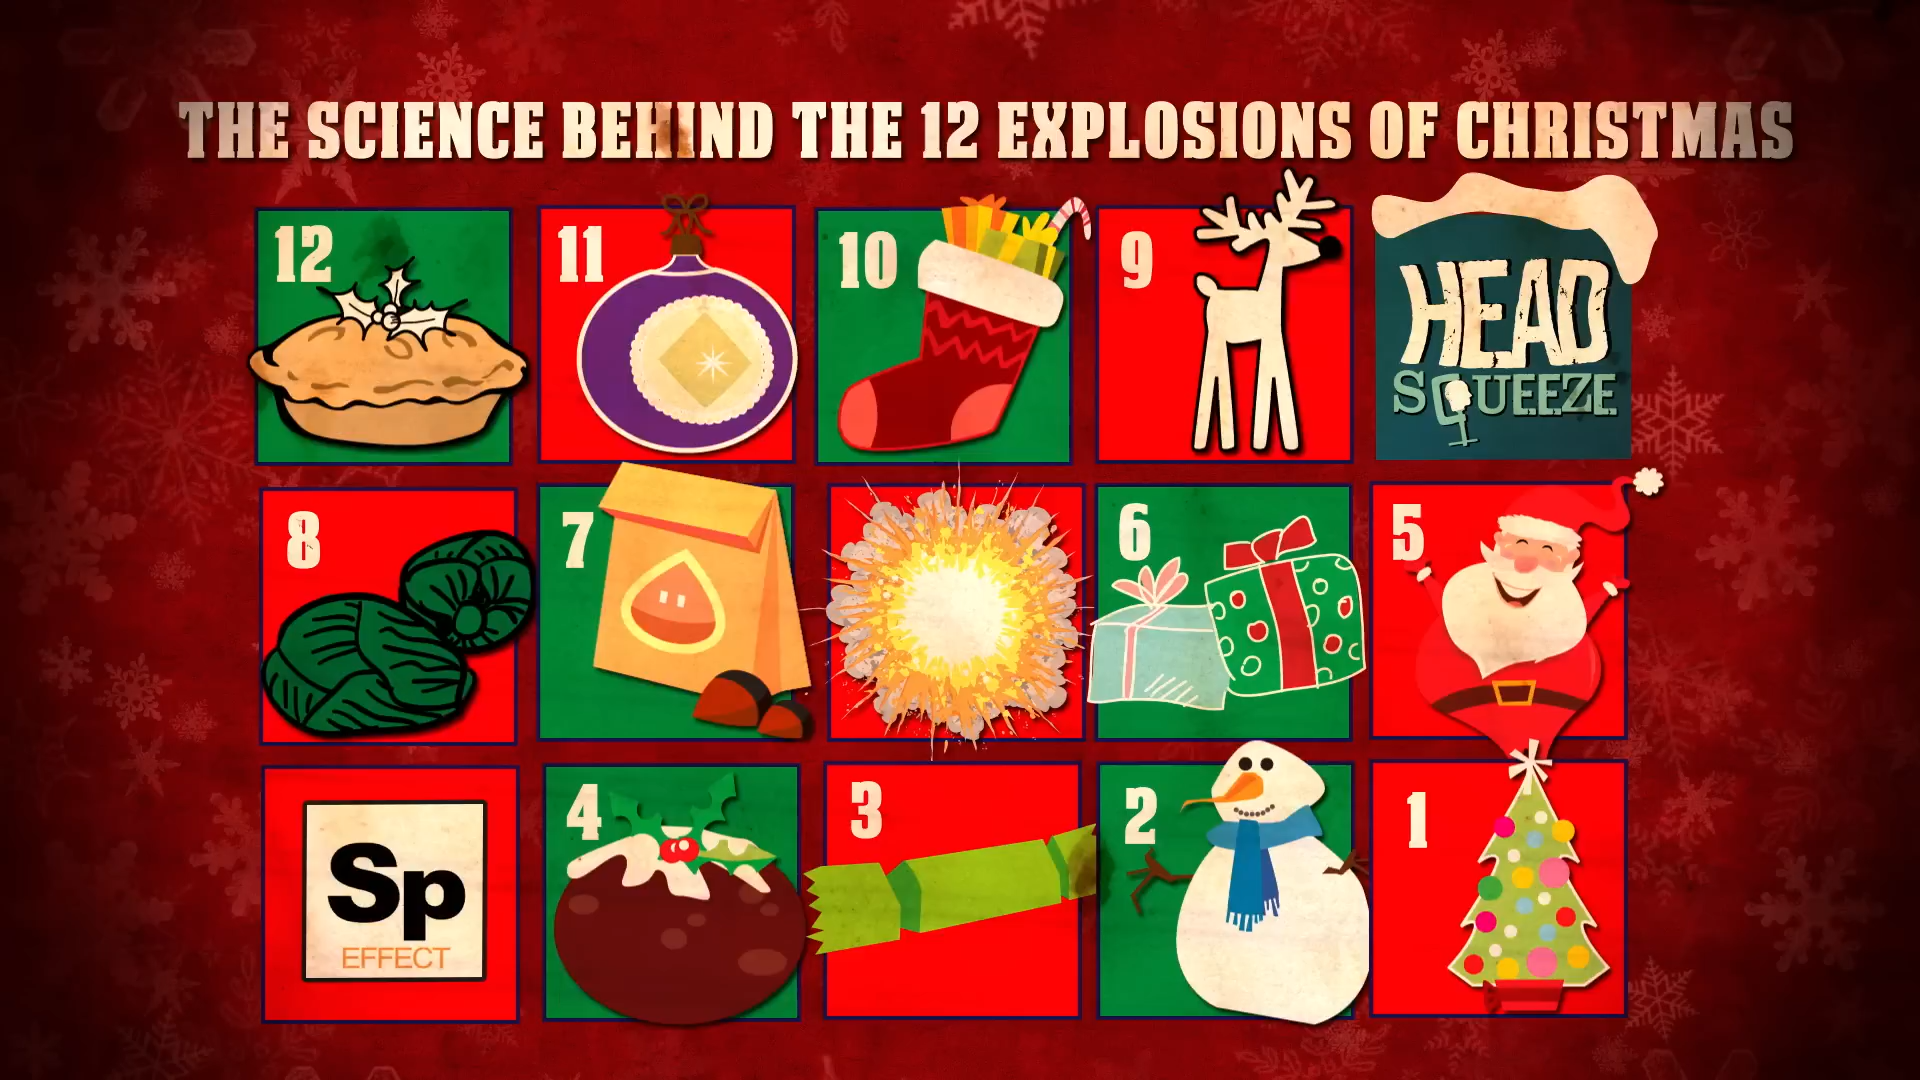 THE SCIENCE BEHIND THE 12 EXPLOSIONS OF CHRISTMAS
12
11
10
9
HEAD
SQUEEZE
8
7
6
5
Sp
EFFECT
4
3
2
1